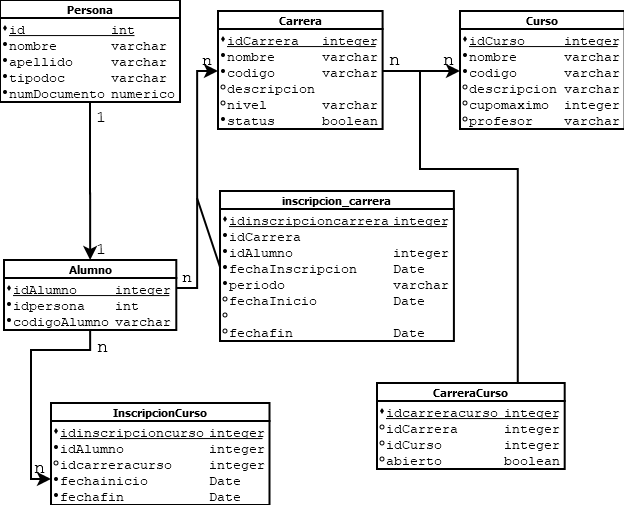 Persona
id int
nombre varchar
apellido varchar
tipodoc varchar
numDocumento numerico
1
1
Carrera
idCarrera integer
nombre varchar
codigo varchar
descripcion
nivel varchar
status boolean
n
n
n
Curso
idCurso integer
nombre varchar
codigo varchar
descripcion varchar
cupomaximo integer
profesor varchar
inscripcion_carrera
idinscripcioncarrera integer
idCarrera
idAlumno integer
fechaInscripcion Date
periodo varchar
fechaInicio Date
fechafin Date
Alumno
idAlumno integer
idpersona int
codigoAlumno varchar
n
n
n
InscripcionCurso
idinscripcioncurso integer
idAlumno integer
idcarreracurso integer
fechainicio Date
fechafin Date
CarreraCurso
idcarreracurso integer
idCarrera integer
idCurso integer
abierto boolean